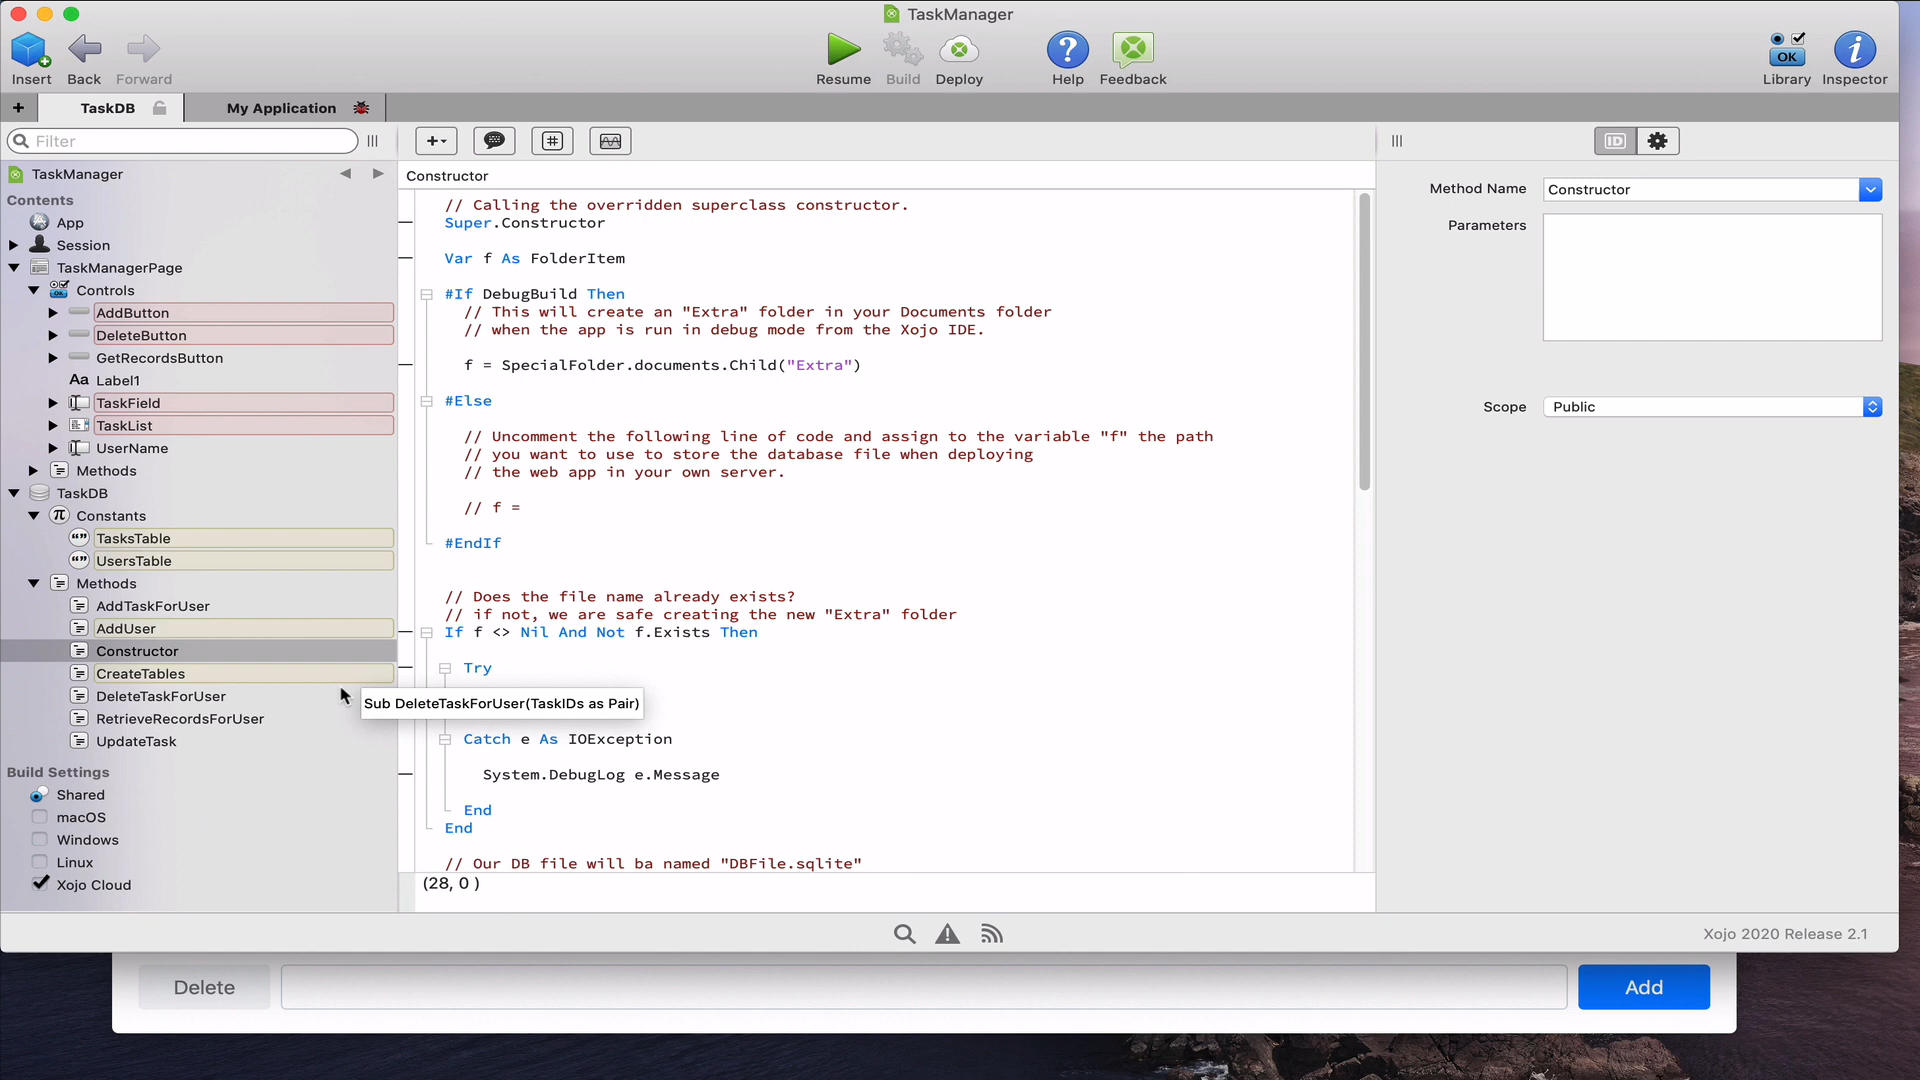 TaskManager
Insert
Back
Forward
Resume
Build
Deploy
Help
Feedback
OK
Library
Inspector
TaskDB
My Application
Filter
ID
TaskManager
Contents
App
Session
TaskManagerPage
Controls
AddButton
DeleteButton
GetRecordsButton
Aa Label1
TaskField
TaskList
UserName
Methods
TaskDB
Constants
TasksTable
UsersTable
Methods
AddTaskForUser
AddUser
Constructor
CreateTables
DeleteTaskForUser
RetrieveRecordsForUser
UpdateTask
Build Settings
Shared
macOS
Windows
Linux
Xojo Cloud
Constructor
// Calling the overridden superclass constructor.
Super.Constructor
Var f As FolderItem
#If DebugBuild Then
// This will create an "Extra" folder in your Documents folder
// when the app is run in debug mode from the Xojo IDE.
f = SpecialFolder.documents.Child("Extra")
#Else
// Uncomment the following line of code and assign to the variable "f" the path
// you want to use to store the database file when deploying
// the web app in your own server.
// f =
#EndIf
// Does the file name already exists?
// if not, we are safe creating the new "Extra" folder
If f <> Nil And Not f.Exists Then
Try
Sub DeleteTaskForUser(TaskIDs as Pair)
Catch e As IOException
System.DebugLog e.Message
End
End
// Our DB file will ba named "DBFile.sqlite"
(28, 0 )
Method Name
Constructor
Parameters
Scope
Public
Xojo 2020 Release 2.1
Delete
Add